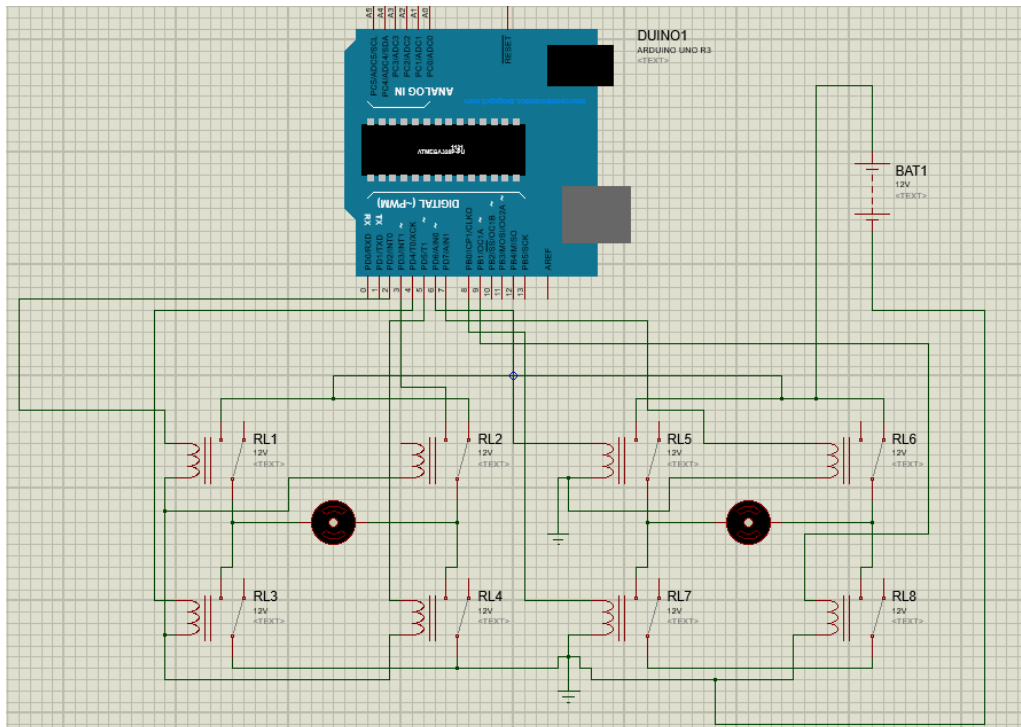 A5
A4
A3
A2
A1
A0
PC5/ADC5/SCL
PC4/ADC4/SDA
PC3/ADC3
PC2/ADC2
PC1/ADC1
PC0/ADC0
RESET
ANALOG IN
DUINO1
ARDUINO UNO R3
<TEXT>
DIGITAL (~PWM)
RX
TX
~
~
~
~
~
~
PD0/RXD
PD1/TXD
PD2/INT0
PD3/INT1
PD4/T0/XCK
PD5/T1
PD6/AIN0
PD7/AIN1
PB0/ICP1/CLKO
PB1/OC1A
PB2/SS/OC1B
PB3/MOSI/OC2A
PB4/MISO
PB5/SCK
AREF
0
1
2
3
4
5
6
7
8
9
10
11
12
13
BAT1
12V
<TEXT>
RL1
12V
<TEXT>
RL2
12V
<TEXT>
RL5
12V
<TEXT>
RL6
12V
<TEXT>
RL3
12V
<TEXT>
RL4
12V
<TEXT>
RL7
12V
<TEXT>
RL8
12V
<TEXT>